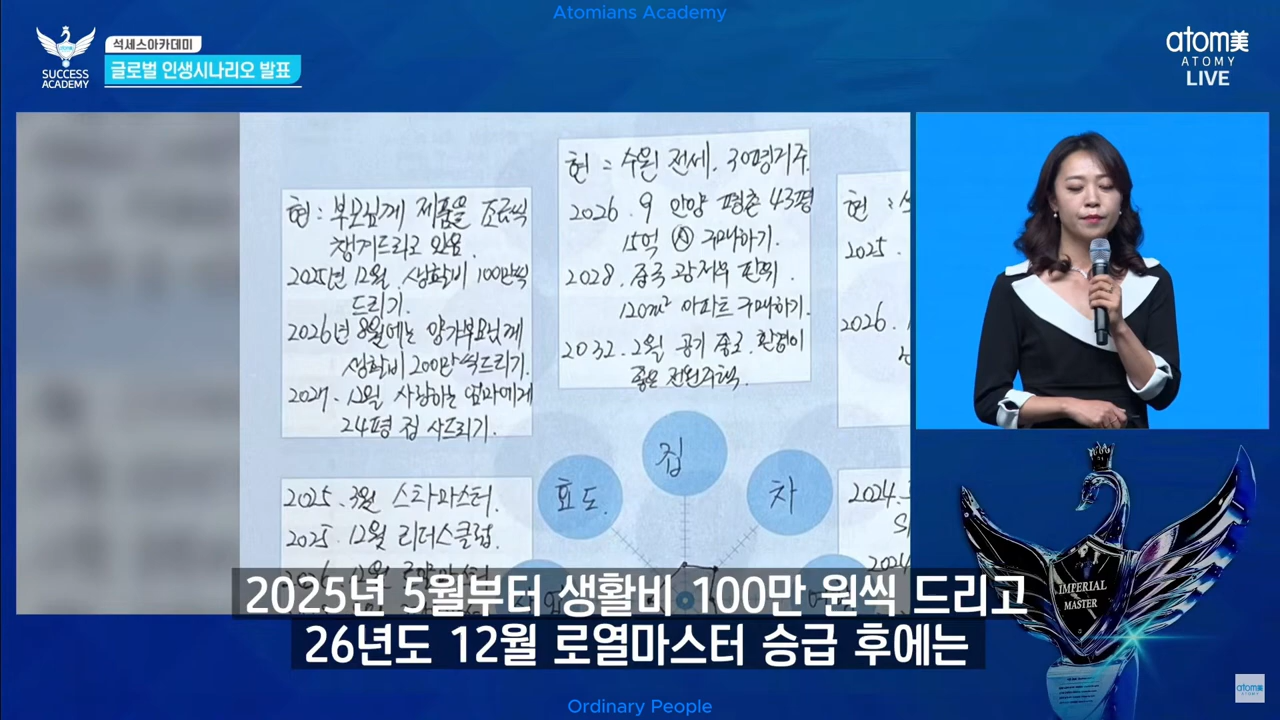 Atomians Academy
SUCCESS
ACADEMY
석세스아카데미
글로벌 인생시나리오 발표
atom美
ATOMY
LIVE
현 : 부모님께 제품을 조금씩
챙겨드리고 있음.
2025년 12월. 생활비 100만씩
드리기.
2026년 8월에는 양가부모님께
생활비 200만씩드리기.
2027. 12월 사랑하는 엄마에게
24평 집 사드리기.
현 : 수원 전세. 30평거주.
2026. 9 안양 평촌 43평
15억 Ⓐ 구매하기.
2028. 중국 광저우 판위.
120m² 아파트 구매하기.
2032. 2월 공기 좋고, 환경이
좋은 전원주택.
현 :
2025.
2026.
효도.
집
차
2025. 3월 스타마스터.
2025. 12월 리더스클럽.
2024.
2024
2025년 5월부터 생활비 100만 원씩 드리고
26년도 12월 로열마스터 승급 후에는
IMPERIAL
MASTER
atom美
ATOMY
Ordinary People